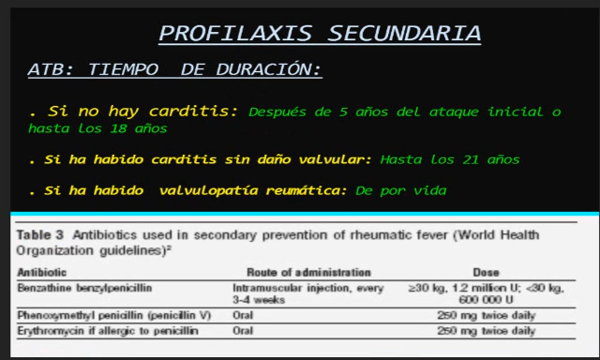 PROFILAXIS SECUNDARIA
ATB: TIEMPO DE DURACIÓN:
. Si no hay carditis: Después de 5 años del ataque inicial o
hasta los 18 años
. Si ha habido carditis sin daño valvular: Hasta los 21 años
. Si ha habido valvulopatía reumática: De por vida
Table 3 Antibiotics used in secondary prevention of rheumatic fever (World Health
Organization guidelines)²
Antibiotic Route of administration Dose
Benzathine benzylpenicillin Intramuscular injection, every ≥30 kg, 1.2 million U; <30 kg,
3-4 weeks 600 000 U
Phenoxymethyl penicillin (penicillin V) Oral 250 mg twice daily
Erythromycin if allergic to penicillin Oral 250 mg twice daily